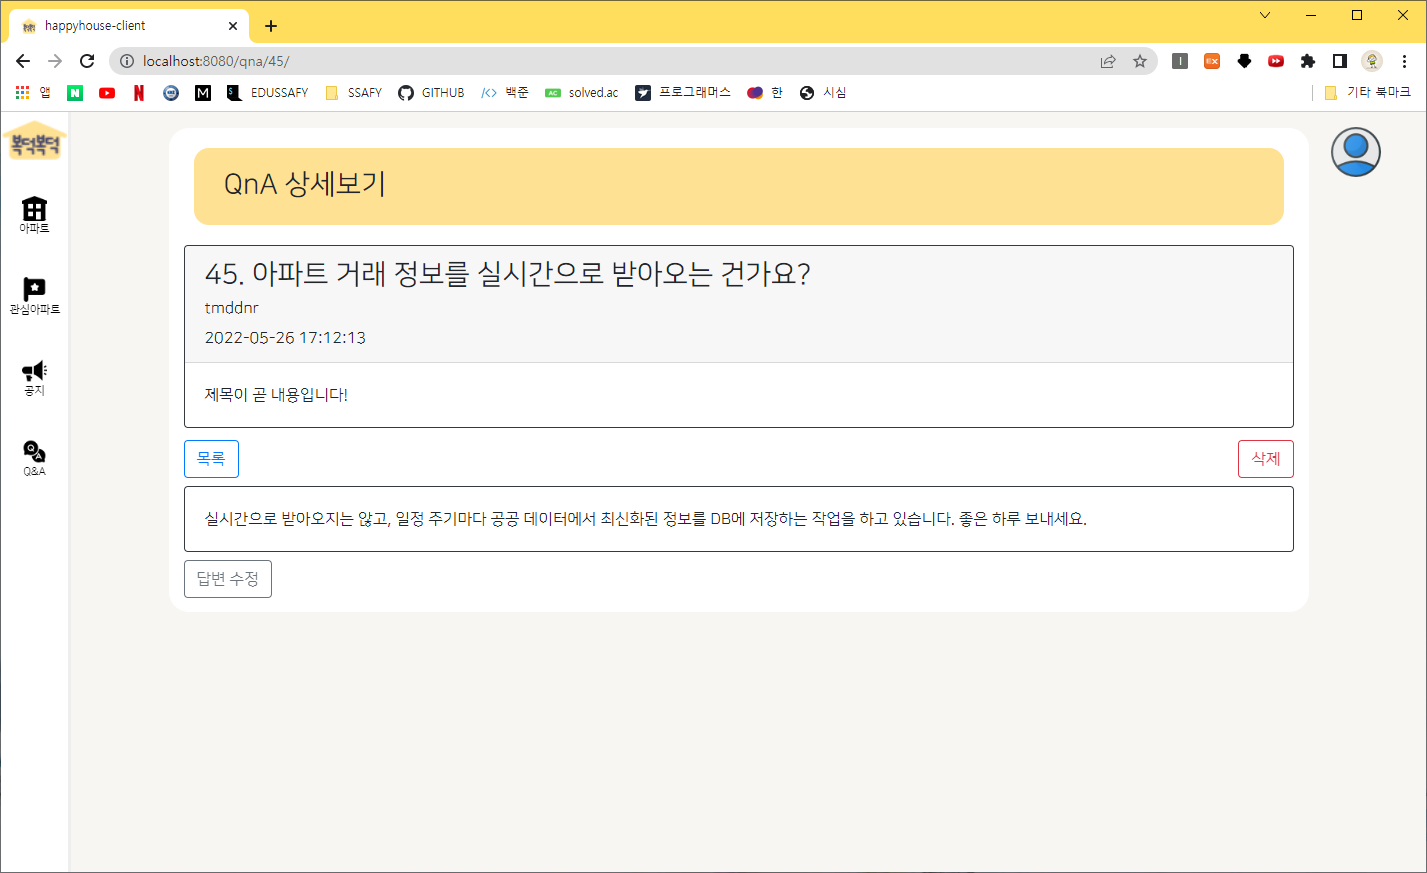 happyhouse-client
localhost:8080/qna/45/
앱
N
N
M
EDUSSAFY
SSAFY
GITHUB
</> 백준
AC solved.ac
프로그래머스
한
시심
기타 북마크
복덕복덕
아파트
관심아파트
공지
Q A
Q&A
QnA 상세보기
45. 아파트 거래 정보를 실시간으로 받아오는 건가요?
tmddnr
2022-05-26 17:12:13
제목이 곧 내용입니다!
목록
삭제
실시간으로 받아오지는 않고, 일정 주기마다 공공 데이터에서 최신화된 정보를 DB에 저장하는 작업을 하고 있습니다. 좋은 하루 보내세요.
답변 수정